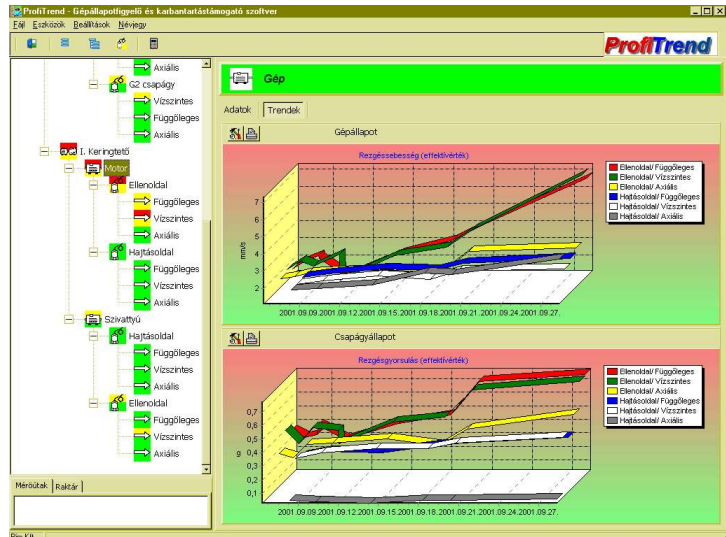 ProfiTrend - Gépállapotfigyelő és karbantartástámogató szoftver
Fájl Eszközök Beállítások Névjegy
ProfiTrend
Axiális
G2 csapágy
Vízszintes
Függőleges
Axiális
I. Keringtető
Motor
Ellenoldal
Függőleges
Vízszintes
Axiális
Hajtásoldal
Függőleges
Vízszintes
Axiális
Szivattyú
Hajtásoldal
Függőleges
Vízszintes
Axiális
Ellenoldal
Függőleges
Vízszintes
Axiális
Mérőútak Raktár
Gép
Adatok Trendek
Gépállapot
Rezgéssebesség (effektívérték)
mm/s
7
6
5
4
3
2
2001.09.09.2001.09.12.2001.09.15.2001.09.18.2001.09.21.2001.09.24.2001.09.27.
Ellenoldal/ Függőleges
Ellenoldal/ Vízszintes
Ellenoldal/ Axiális
Hajtásoldal/ Függőleges
Hajtásoldal/ Vízszintes
Hajtásoldal/ Axiális
Csapágyállapot
Rezgésgyorsulás (effektívérték)
g
0,7
0,6
0,5
0,4
0,3
0,2
0,1
2001.09.09.2001.09.12.2001.09.15.2001.09.18.2001.09.21.2001.09.24.2001.09.27.
Ellenoldal/ Függőleges
Ellenoldal/ Vízszintes
Ellenoldal/ Axiális
Hajtásoldal/ Függőleges
Hajtásoldal/ Vízszintes
Hajtásoldal/ Axiális